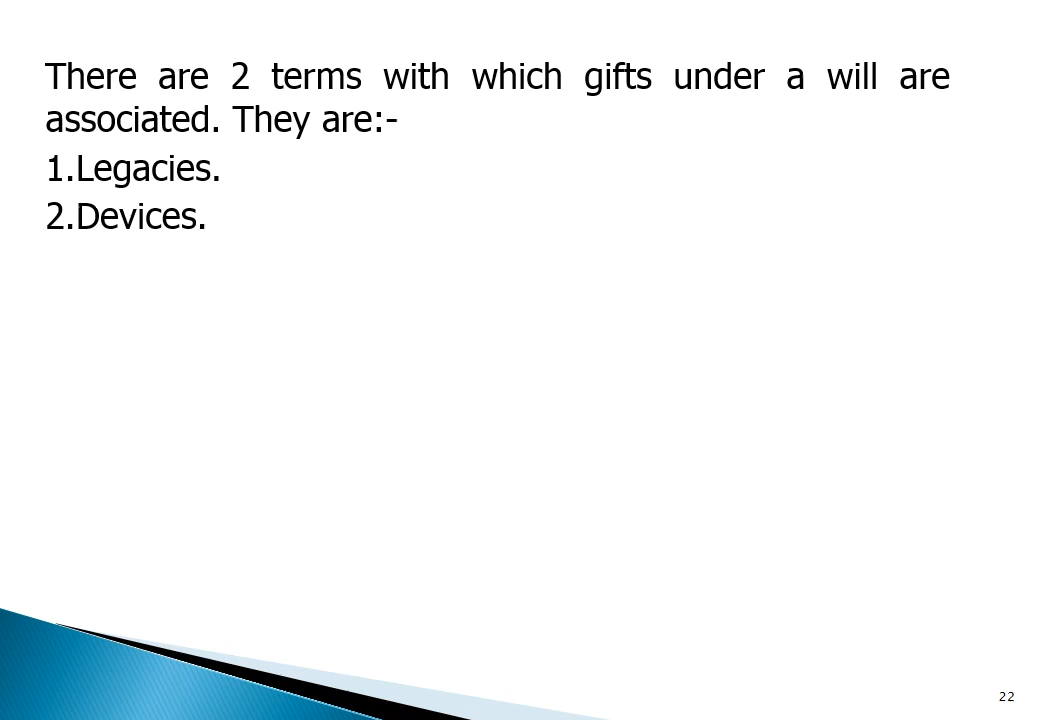 There are 2 terms with which gifts under a will are
associated. They are:-
1.Legacies.
2.Devices.
22